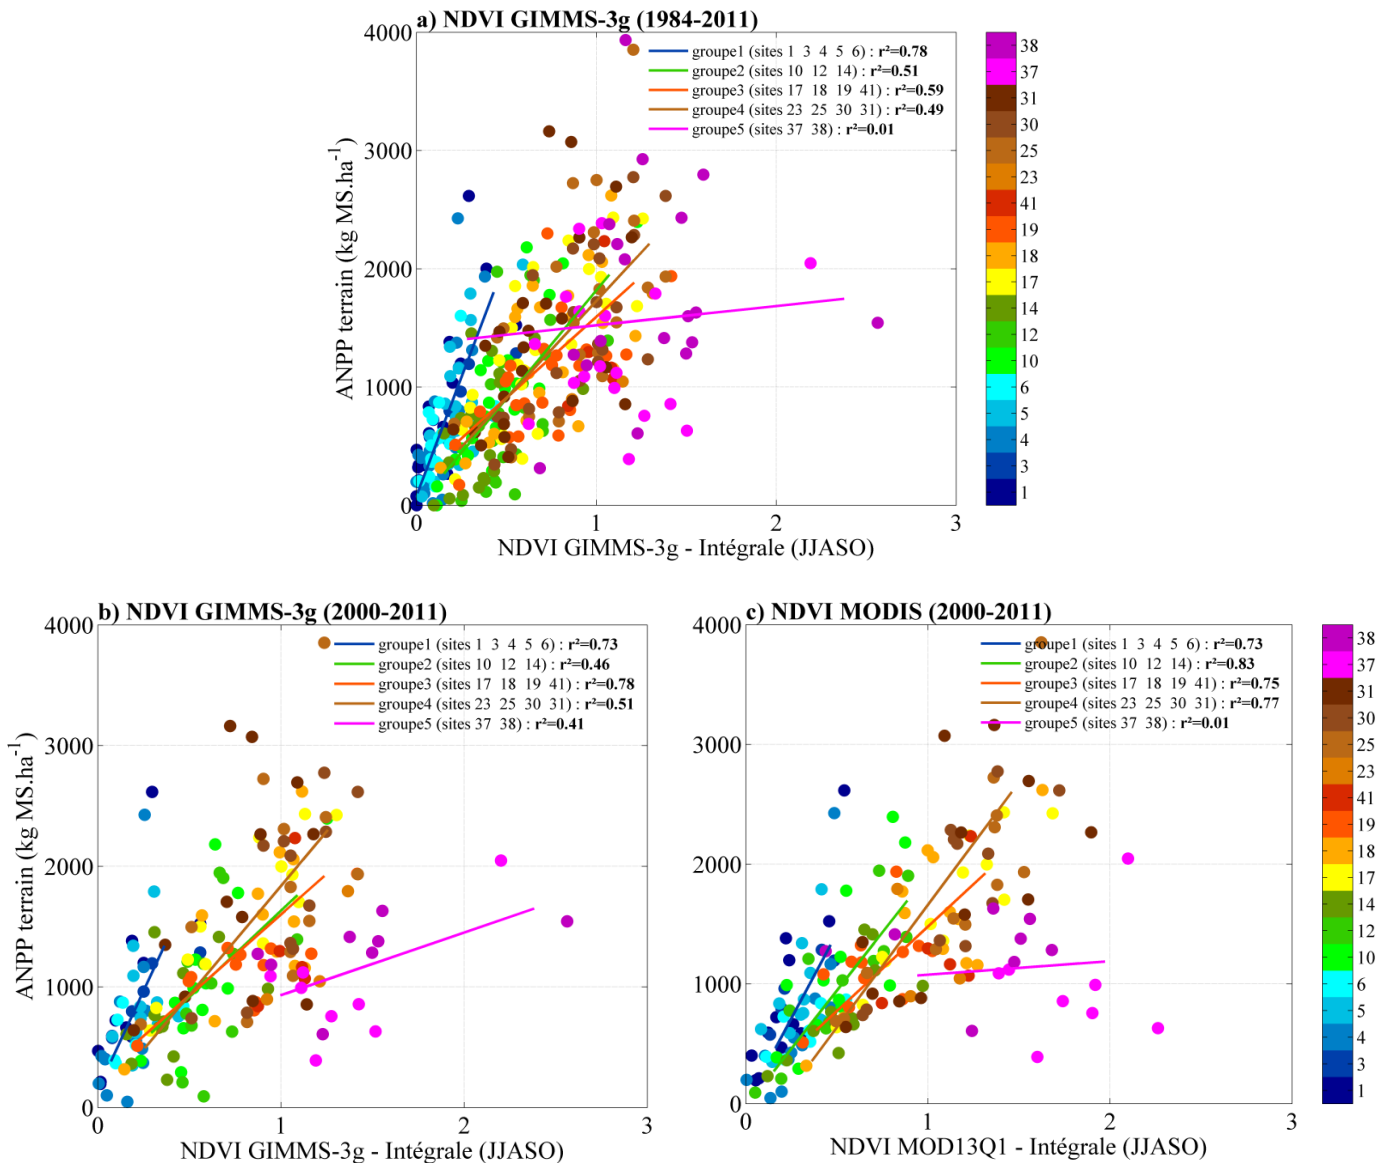 a) NDVI GIMMS-3g (1984-2011)
4000
3000
2000
1000
0
ANPP terrain (kg MS.ha⁻¹)
groupe1 (sites 1 3 4 5 6) : r²=0.78
groupe2 (sites 10 12 14) : r²=0.51
groupe3 (sites 17 18 19 41) : r²=0.59
groupe4 (sites 23 25 30 31) : r²=0.49
groupe5 (sites 37 38) : r²=0.01
0 1 2 3
NDVI GIMMS-3g - Intégrale (JJASO)
38
37
31
30
25
23
41
19
18
17
14
12
10
6
5
4
3
1
b) NDVI GIMMS-3g (2000-2011)
4000
3000
2000
1000
0
ANPP terrain (kg MS.ha⁻¹)
groupe1 (sites 1 3 4 5 6) : r²=0.73
groupe2 (sites 10 12 14) : r²=0.46
groupe3 (sites 17 18 19 41) : r²=0.78
groupe4 (sites 23 25 30 31) : r²=0.51
groupe5 (sites 37 38) : r²=0.41
0 1 2 3
NDVI GIMMS-3g - Intégrale (JJASO)
c) NDVI MODIS (2000-2011)
4000
3000
2000
1000
0
groupe1 (sites 1 3 4 5 6) : r²=0.73
groupe2 (sites 10 12 14) : r²=0.83
groupe3 (sites 17 18 19 41) : r²=0.75
groupe4 (sites 23 25 30 31) : r²=0.77
groupe5 (sites 37 38) : r²=0.01
0 1 2 3
NDVI MOD13Q1 - Intégrale (JJASO)
38
37
31
30
25
23
41
19
18
17
14
12
10
6
5
4
3
1